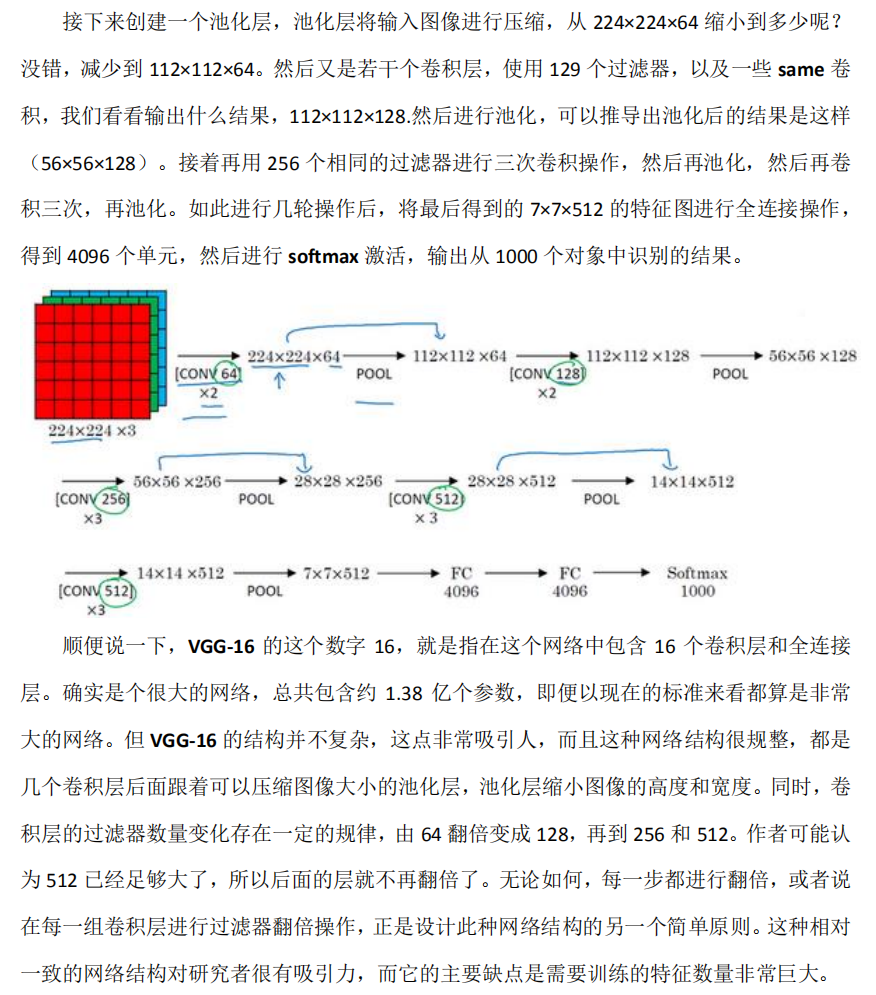 接下来创建一个池化层，池化层将输入图像进行压缩，从 224×224×64 缩小到多少呢？
没错，减少到 112×112×64。然后又是若干个卷积层，使用 129 个过滤器，以及一些 same 卷
积，我们看看输出什么结果，112×112×128.然后进行池化，可以推导出池化后的结果是这样
（56×56×128）。接着再用 256 个相同的过滤器进行三次卷积操作，然后再池化，然后再卷
积三次，再池化。如此进行几轮操作后，将最后得到的 7×7×512 的特征图进行全连接操作，
得到 4096 个单元，然后进行 softmax 激活，输出从 1000 个对象中识别的结果。
224×224×64 112×112 ×64 112×112 ×128 56×56 ×128
[CONV 64] POOL [CONV 128] POOL
×2 ×2
224×224 ×3
56×56 ×256 28×28 ×256 28×28 ×512 14×14×512
[CONV 256] POOL [CONV 512] POOL
×3 × 3
14×14 ×512 7×7×512 FC FC Softmax
[CONV 512] POOL 4096 4096 1000
×3
顺便说一下，VGG-16 的这个数字 16，就是指在这个网络中包含 16 个卷积层和全连接
层。确实是个很大的网络，总共包含约 1.38 亿个参数，即便以现在的标准来看都算是非常
大的网络。但 VGG-16 的结构并不复杂，这点非常吸引人，而且这种网络结构很规整，都是
几个卷积层后面跟着可以压缩图像大小的池化层，池化层缩小图像的高度和宽度。同时，卷
积层的过滤器数量变化存在一定的规律，由 64 翻倍变成 128，再到 256 和 512。作者可能认
为 512 已经足够大了，所以后面的层就不再翻倍了。无论如何，每一步都进行翻倍，或者说
在每一组卷积层进行过滤器翻倍操作，正是设计此种网络结构的另一个简单原则。这种相对
一致的网络结构对研究者很有吸引力，而它的主要缺点是需要训练的特征数量非常巨大。